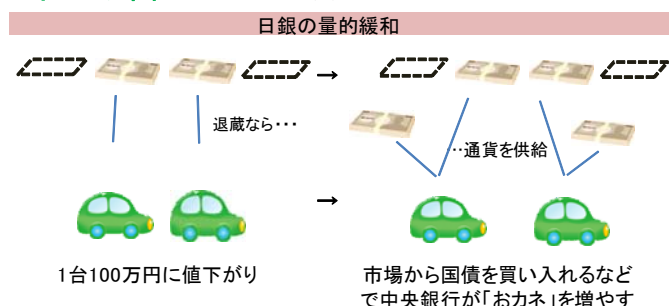 日銀の量的緩和
→
退蔵なら・・・
・・通貨を供給
→
1台100万円に値下がり
市場から国債を買い入れるなど
で中央銀行が「おカネ」を増やす